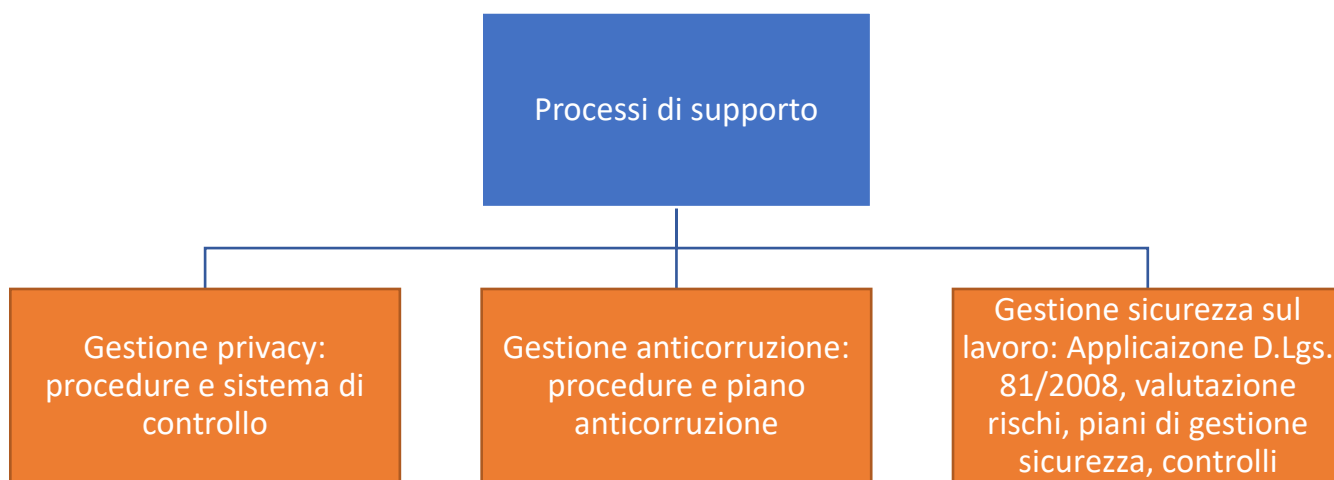 Processi di supporto
Gestione privacy:
procedure e sistema di
controllo
Gestione anticorruzione:
procedure e piano
anticorruzione
Gestione sicurezza sul
lavoro: Applicaizone D.Lgs.
81/2008, valutazione
rischi, piani di gestione
sicurezza, controlli